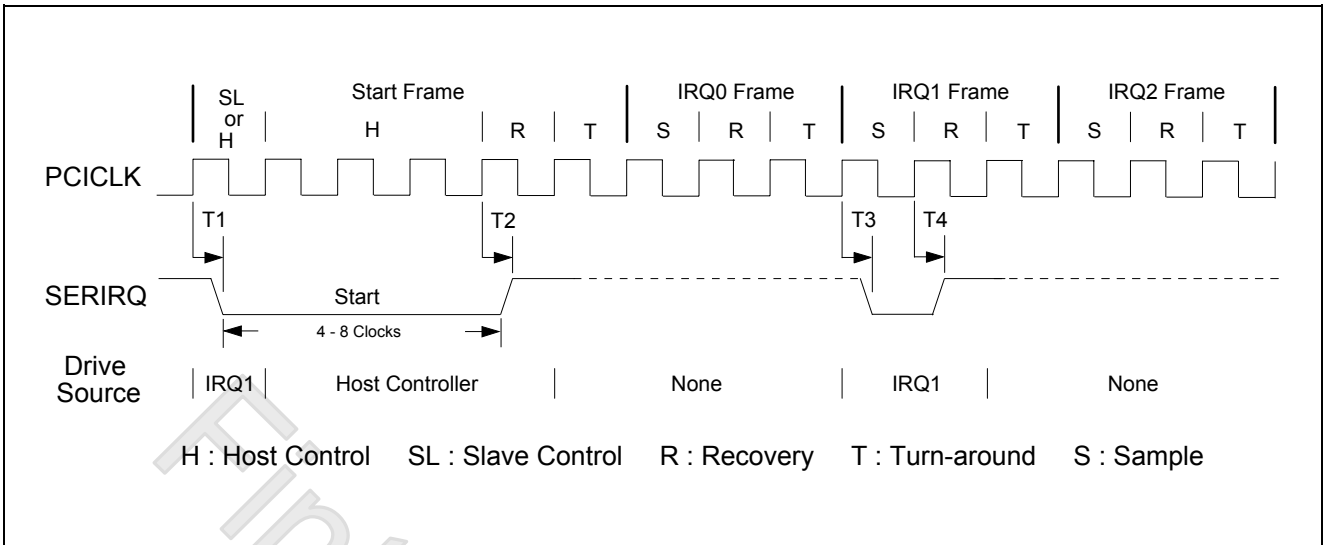 SL
or
H
Start Frame
IRQ0 Frame
IRQ1 Frame
IRQ2 Frame
H
R
T
S
R
T
S
R
T
S
R
T
PCICLK
T1
T2
T3
T4
SERIRQ
Start
4 - 8 Clocks
Drive
Source
IRQ1
Host Controller
None
IRQ1
None
H : Host Control SL : Slave Control R : Recovery T : Turn-around S : Sample